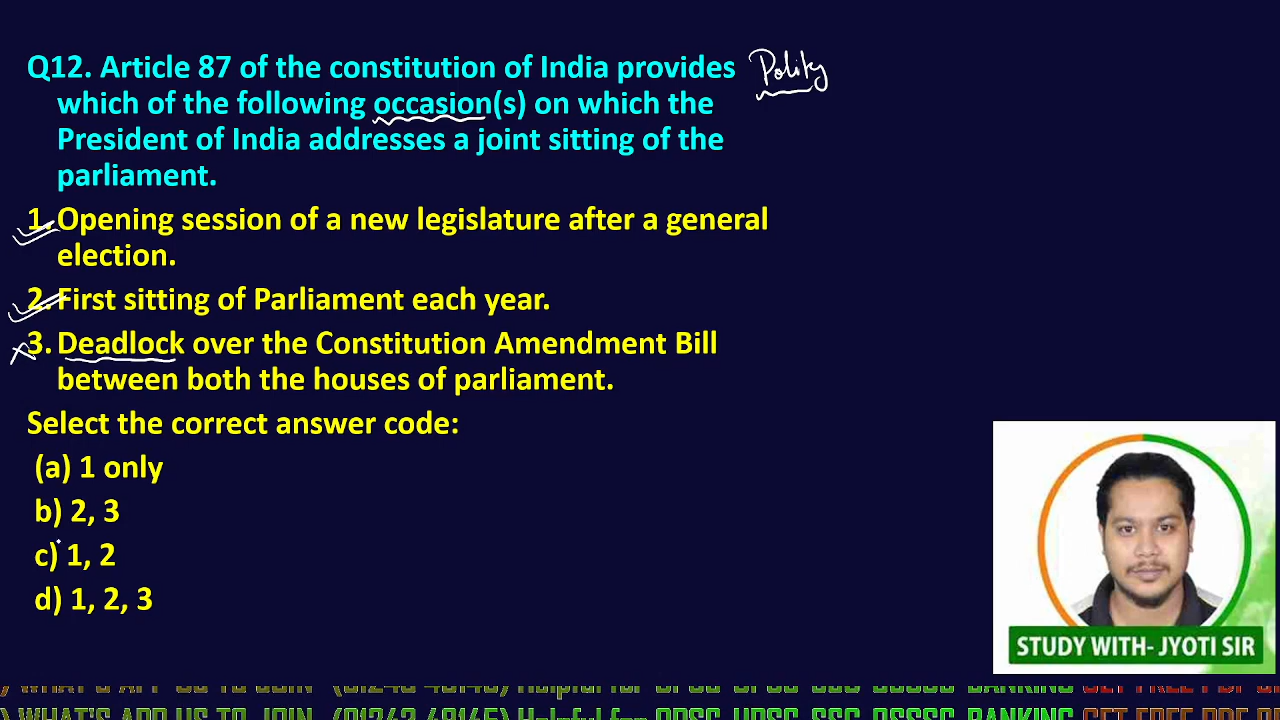 Q12. Article 87 of the constitution of India provides
Polity
which of the following occasion(s) on which the
President of India addresses a joint sitting of the
parliament.
1. Opening session of a new legislature after a general
election.
2. First sitting of Parliament each year.
3. Deadlock over the Constitution Amendment Bill
between both the houses of parliament.
Select the correct answer code:
(a) 1 only
b) 2, 3
c) 1, 2
d) 1, 2, 3
STUDY WITH- JYOTI SIR